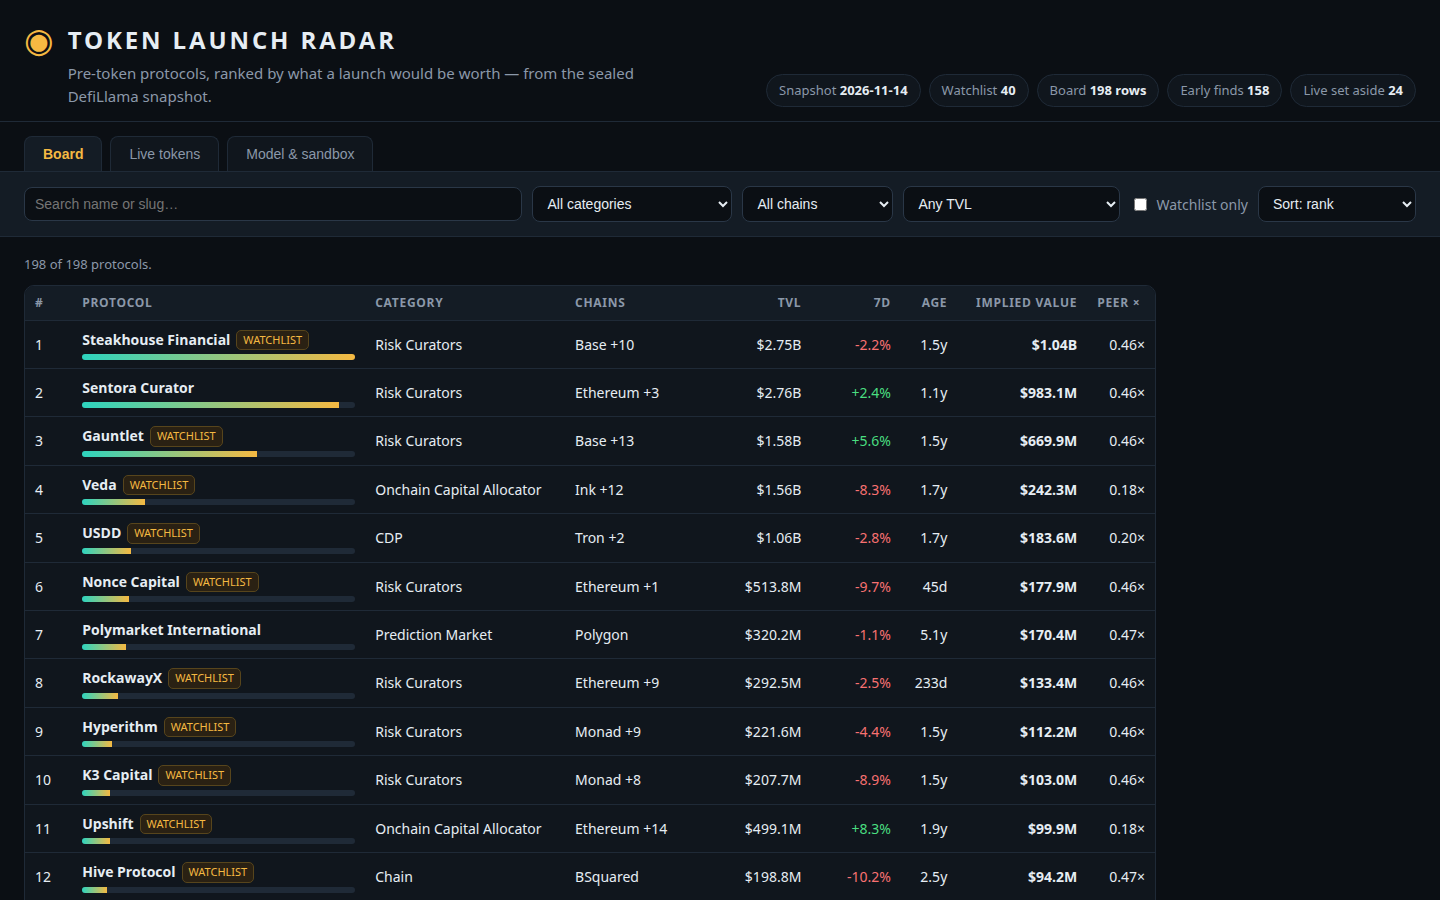 TOKEN LAUNCH RADAR
Pre-token protocols, ranked by what a launch would be worth — from the sealed
DefiLlama snapshot.
Snapshot 2026-11-14
Watchlist 40
Board 198 rows
Early finds 158
Live set aside 24
Board
Live tokens
Model & sandbox
Search name or slug…
All categories
All chains
Any TVL
Watchlist only
Sort: rank
198 of 198 protocols.
# PROTOCOL CATEGORY CHAINS TVL 7D AGE IMPLIED VALUE PEER ×
1 Steakhouse Financial WATCHLIST Risk Curators Base +10 $2.75B -2.2% 1.5y $1.04B 0.46×
2 Sentora Curator Risk Curators Ethereum +3 $2.76B +2.4% 1.1y $983.1M 0.46×
3 Gauntlet WATCHLIST Risk Curators Base +13 $1.58B +5.6% 1.5y $669.9M 0.46×
4 Veda WATCHLIST Onchain Capital Allocator Ink +12 $1.56B -8.3% 1.7y $242.3M 0.18×
5 USDD WATCHLIST CDP Tron +2 $1.06B -2.8% 1.7y $183.6M 0.20×
6 Nonce Capital WATCHLIST Risk Curators Ethereum +1 $513.8M -9.7% 45d $177.9M 0.46×
7 Polymarket International Prediction Market Polygon $320.2M -1.1% 5.1y $170.4M 0.47×
8 RockawayX WATCHLIST Risk Curators Ethereum +9 $292.5M -2.5% 233d $133.4M 0.46×
9 Hyperithm WATCHLIST Risk Curators Monad +9 $221.6M -4.4% 1.5y $112.2M 0.46×
10 K3 Capital WATCHLIST Risk Curators Monad +8 $207.7M -8.9% 1.5y $103.0M 0.46×
11 Upshift WATCHLIST Onchain Capital Allocator Ethereum +14 $499.1M +8.3% 1.9y $99.9M 0.18×
12 Hive Protocol WATCHLIST Chain BSquared $198.8M -10.2% 2.5y $94.2M 0.47×